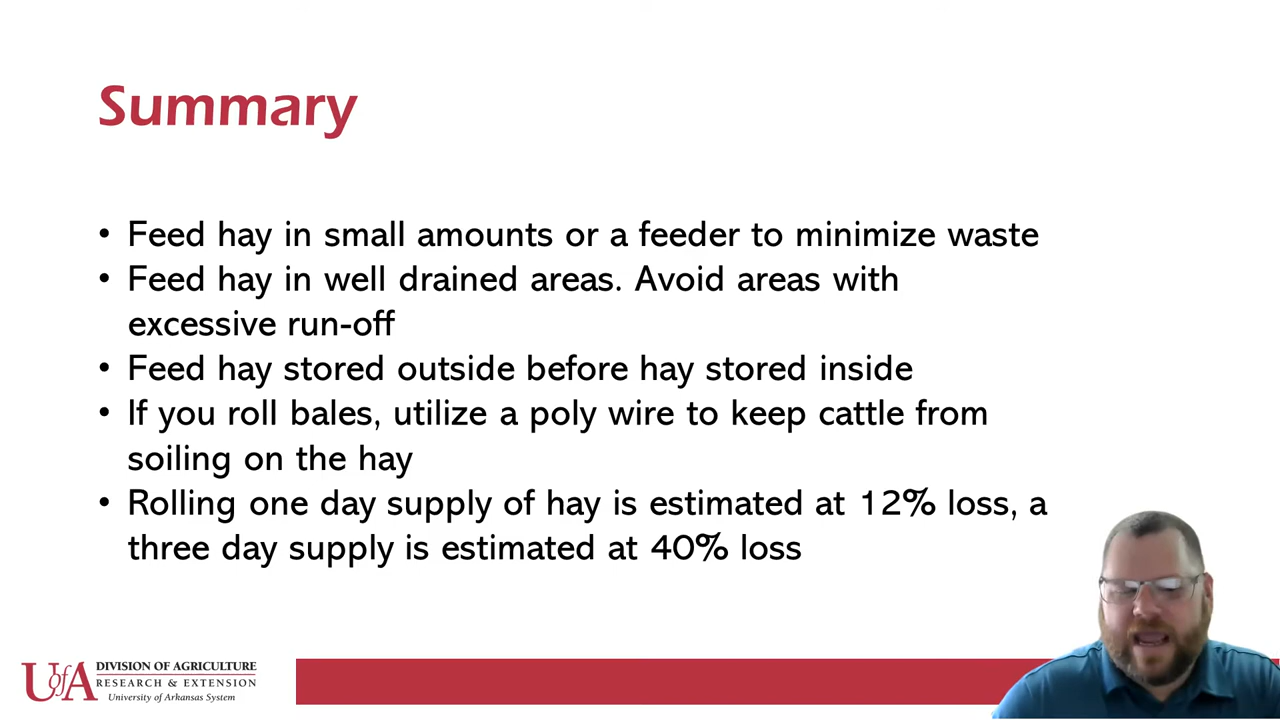 Summary
• Feed hay in small amounts or a feeder to minimize waste
• Feed hay in well drained areas. Avoid areas with
excessive run-off
• Feed hay stored outside before hay stored inside
• If you roll bales, utilize a poly wire to keep cattle from
soiling on the hay
• Rolling one day supply of hay is estimated at 12% loss, a
three day supply is estimated at 40% loss
UofA DIVISION OF AGRICULTURE
RESEARCH & EXTENSION
University of Arkansas System